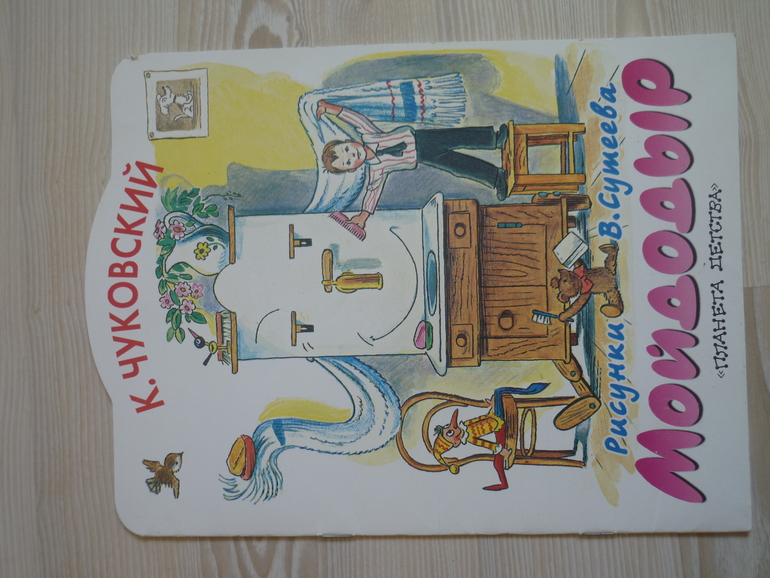 К. ЧУКОВСКИЙ
Рисунки В. Сутеева
МОЙДОДЫР
«ПЛАНЕТА ДЕТСТВА»